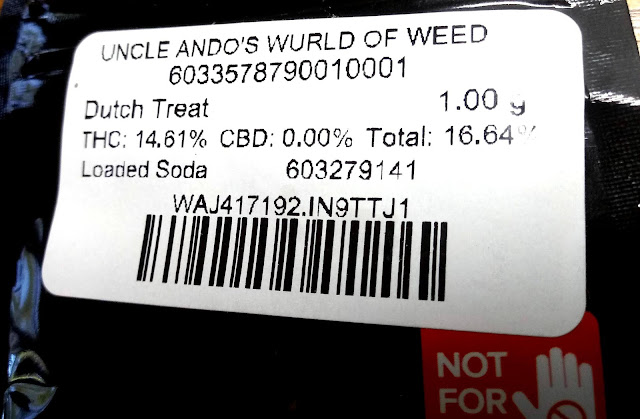 UNCLE ANDO'S WURLD OF WEED
6033578790010001
Dutch Treat 1.00 g
THC: 14.61% CBD: 0.00% Total: 16.64%
Loaded Soda 603279141
WAJ417192.IN9TTJ1
NOT
FOR